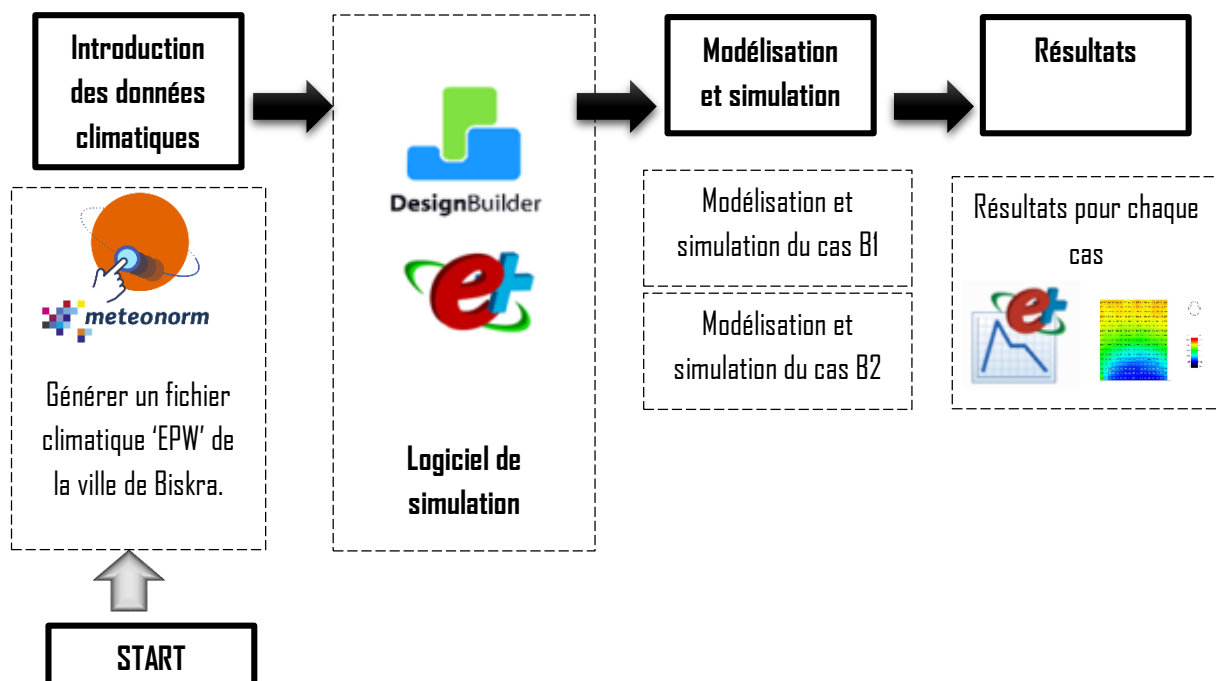 Introduction
des données
climatiques
meteonorm
Générer un fichier
climatique ‘EPW’ de
la ville de Biskra.
START
DesignBuilder
e+
Logiciel de
simulation
Modélisation
et simulation
Modélisation et
simulation du cas B1
Modélisation et
simulation du cas B2
Résultats
Résultats pour chaque
cas
e+